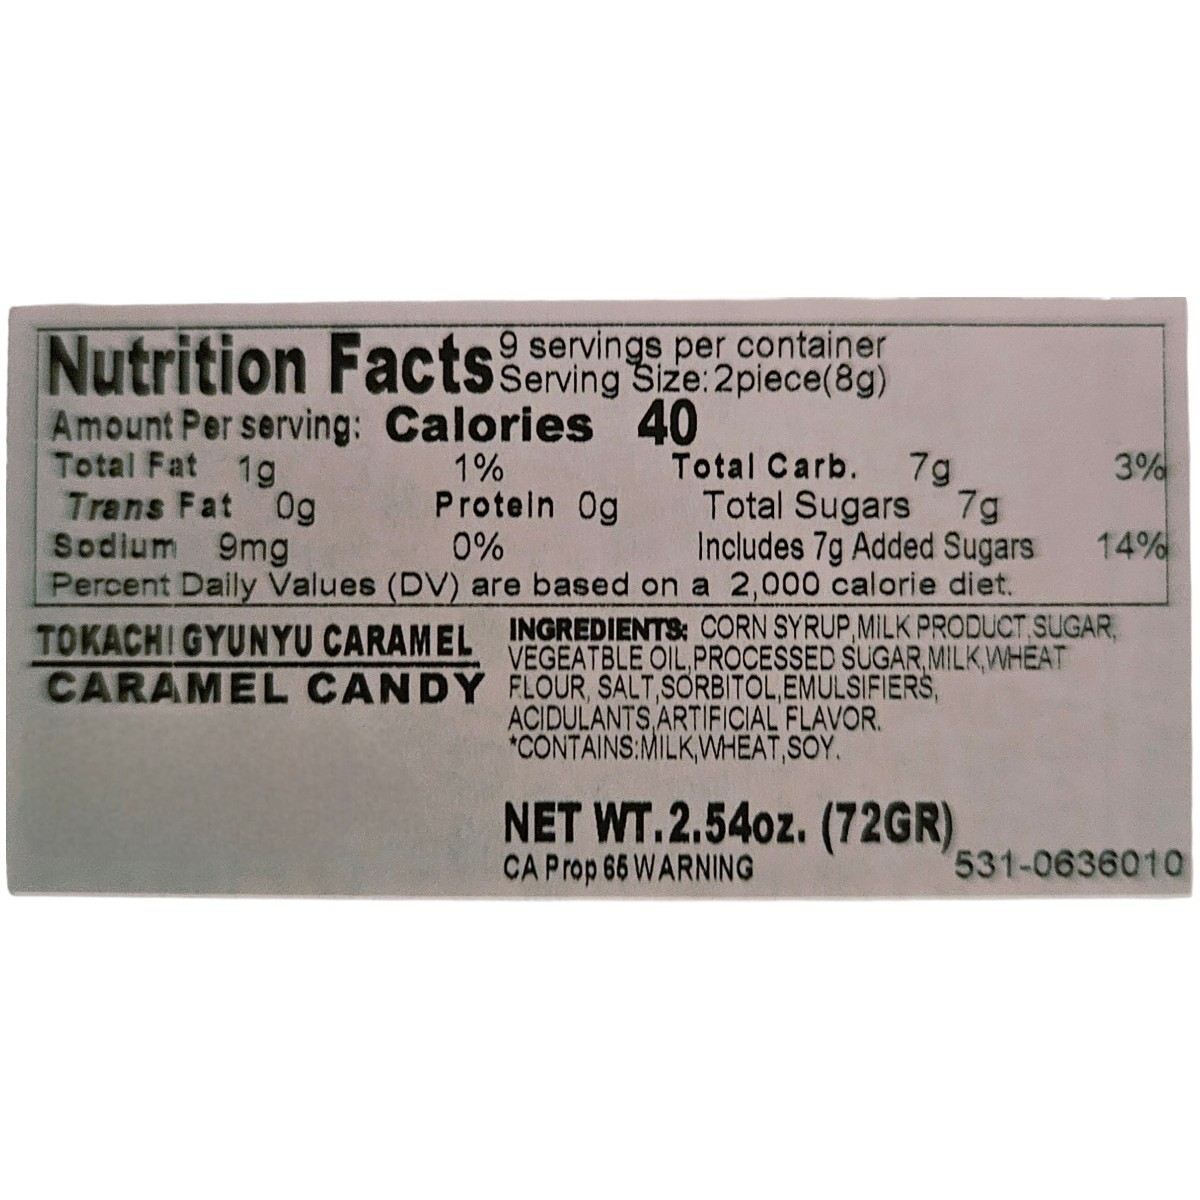 Nutrition Facts 9 servings per container
Serving Size: 2piece(8g)
Amount Per serving: Calories 40
Total Fat 1g 1% Total Carb. 7g 3%
Trans Fat 0g Protein 0g Total Sugars 7g
Sodium 9mg 0% Includes 7g Added Sugars 14%
Percent Daily Values (DV) are based on a 2,000 calorie diet.
TOKACHI GYUNYU CARAMEL
CARAMEL CANDY
INGREDIENTS: CORN SYRUP,MILK PRODUCT,SUGAR,
VEGEATBLE OIL,PROCESSED SUGAR,MILK,WHEAT
FLOUR, SALT,SORBITOL,EMULSIFIERS,
ACIDULANTS,ARTIFICIAL FLAVOR.
*CONTAINS:MILK,WHEAT,SOY.
NET WT.2.54oz. (72GR)
CA Prop 65 WARNING
531-0636010